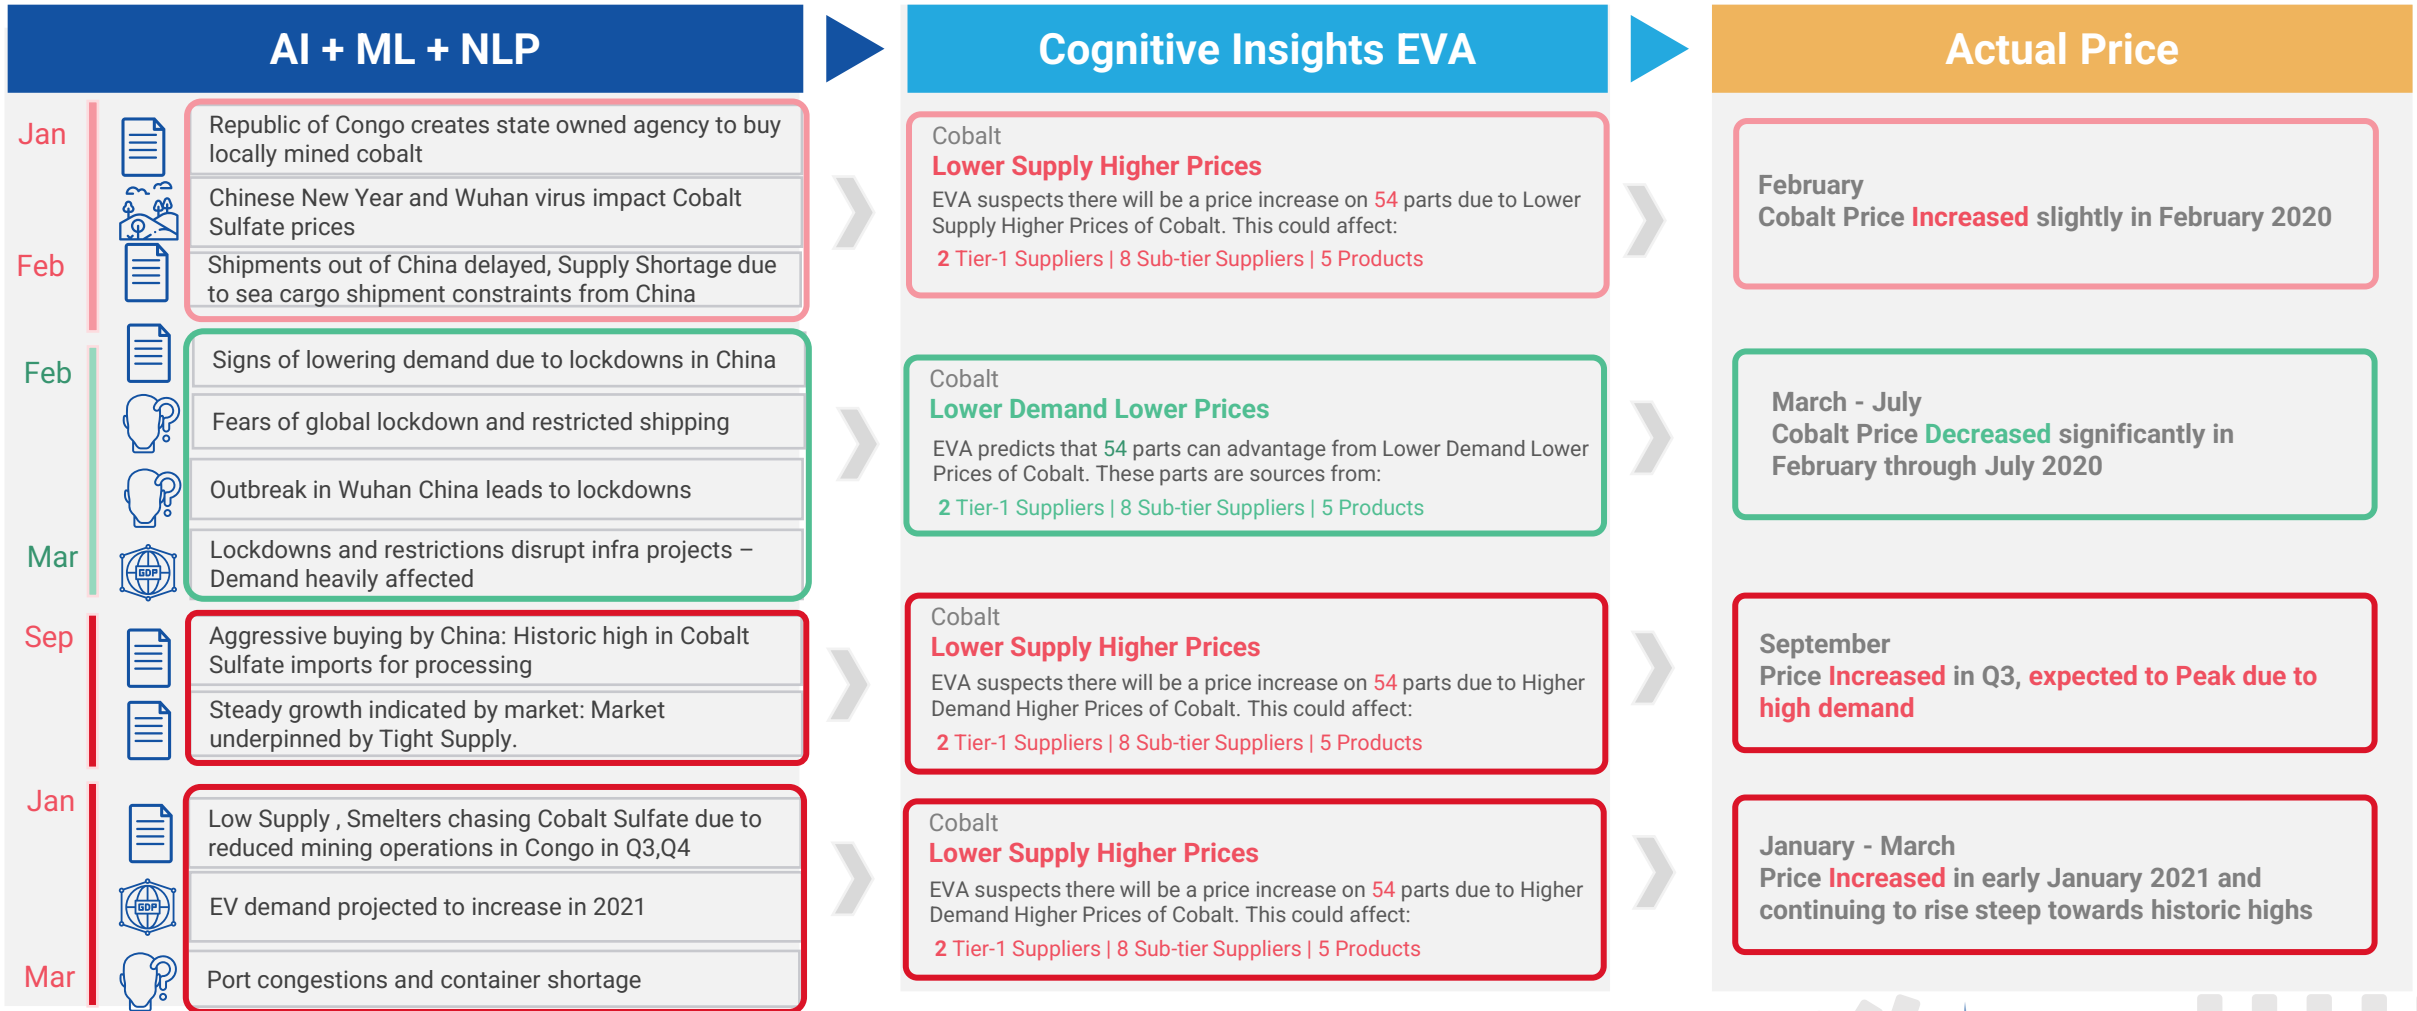 AI + ML + NLP
Cognitive Insights EVA
Actual Price
Jan
Republic of Congo creates state owned agency to buy
locally mined cobalt
Chinese New Year and Wuhan virus impact Cobalt
Sulfate prices
Feb
Shipments out of China delayed, Supply Shortage due
to sea cargo shipment constraints from China
Cobalt
Lower Supply Higher Prices
EVA suspects there will be a price increase on 54 parts due to Lower
Supply Higher Prices of Cobalt. This could affect:
2 Tier-1 Suppliers | 8 Sub-tier Suppliers | 5 Products
February
Cobalt Price Increased slightly in February 2020
Feb
Signs of lowering demand due to lockdowns in China
Fears of global lockdown and restricted shipping
Outbreak in Wuhan China leads to lockdowns
Mar
GDP
Lockdowns and restrictions disrupt infra projects –
Demand heavily affected
Cobalt
Lower Demand Lower Prices
EVA predicts that 54 parts can advantage from Lower Demand Lower
Prices of Cobalt. These parts are sources from:
2 Tier-1 Suppliers | 8 Sub-tier Suppliers | 5 Products
March - July
Cobalt Price Decreased significantly in
February through July 2020
Sep
Aggressive buying by China: Historic high in Cobalt
Sulfate imports for processing
Steady growth indicated by market: Market
underpinned by Tight Supply.
Cobalt
Lower Supply Higher Prices
EVA suspects there will be a price increase on 54 parts due to Higher
Demand Higher Prices of Cobalt. This could affect:
2 Tier-1 Suppliers | 8 Sub-tier Suppliers | 5 Products
September
Price Increased in Q3, expected to Peak due to
high demand
Jan
Low Supply , Smelters chasing Cobalt Sulfate due to
reduced mining operations in Congo in Q3,Q4
GDP
EV demand projected to increase in 2021
Mar
Port congestions and container shortage
Cobalt
Lower Supply Higher Prices
EVA suspects there will be a price increase on 54 parts due to Higher
Demand Higher Prices of Cobalt. This could affect:
2 Tier-1 Suppliers | 8 Sub-tier Suppliers | 5 Products
January - March
Price Increased in early January 2021 and
continuing to rise steep towards historic highs